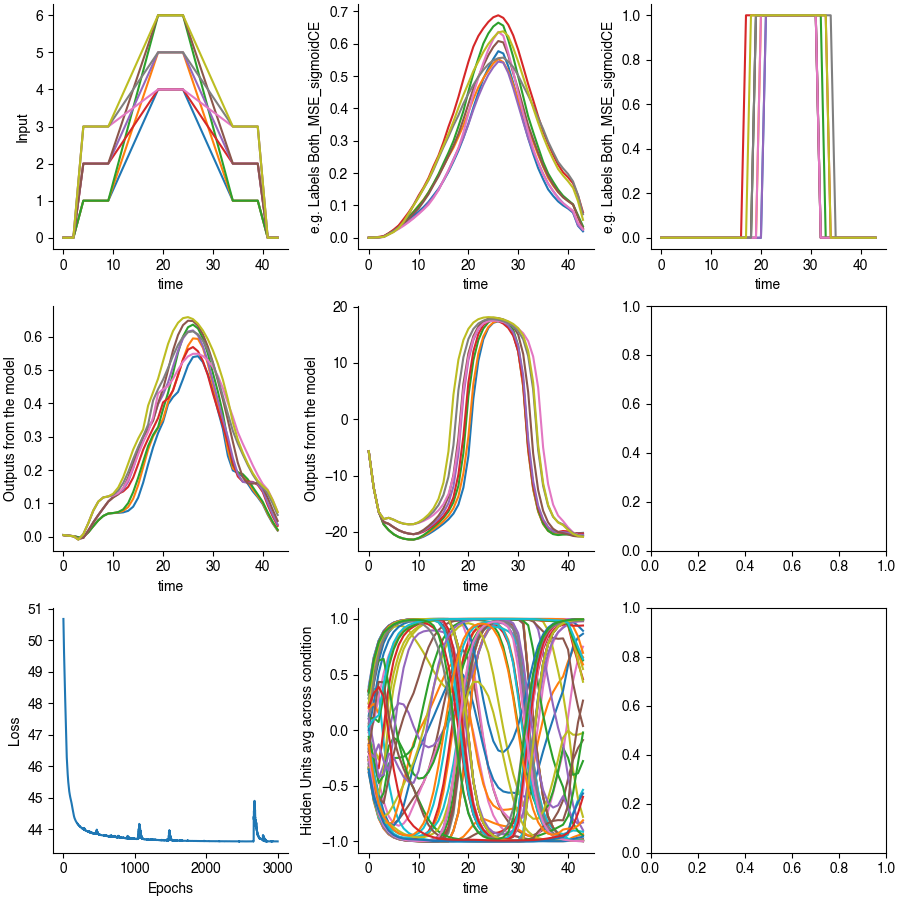 6
5
4
3
2
1
0
Input
0 10 20 30 40
time
0.7
0.6
0.5
0.4
0.3
0.2
0.1
0.0
e.g. Labels Both_MSE_sigmoidCE
0 10 20 30 40
time
1.0
0.8
0.6
0.4
0.2
0.0
e.g. Labels Both_MSE_sigmoidCE
0 10 20 30 40
time
0.6
0.5
0.4
0.3
0.2
0.1
0.0
Outputs from the model
0 10 20 30 40
time
20
10
0
−10
−20
Outputs from the model
0 10 20 30 40
time
1.0
0.8
0.6
0.4
0.2
0.0
0.0 0.2 0.4 0.6 0.8 1.0
51
50
49
48
47
46
45
44
Loss
0 1000 2000 3000
Epochs
1.0
0.5
0.0
−0.5
−1.0
Hidden Units avg across condition
0 10 20 30 40
time
1.0
0.8
0.6
0.4
0.2
0.0
0.0 0.2 0.4 0.6 0.8 1.0